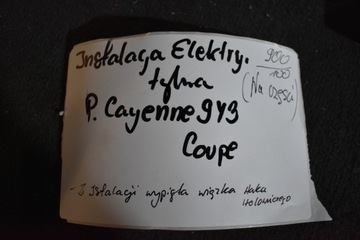 Instalacja Elektry.
tylna
P. Cayenne 9Y3
Coupe
900/100
(Na części)
- z Instalacji wypięta wiązka Haka
Holowniczego